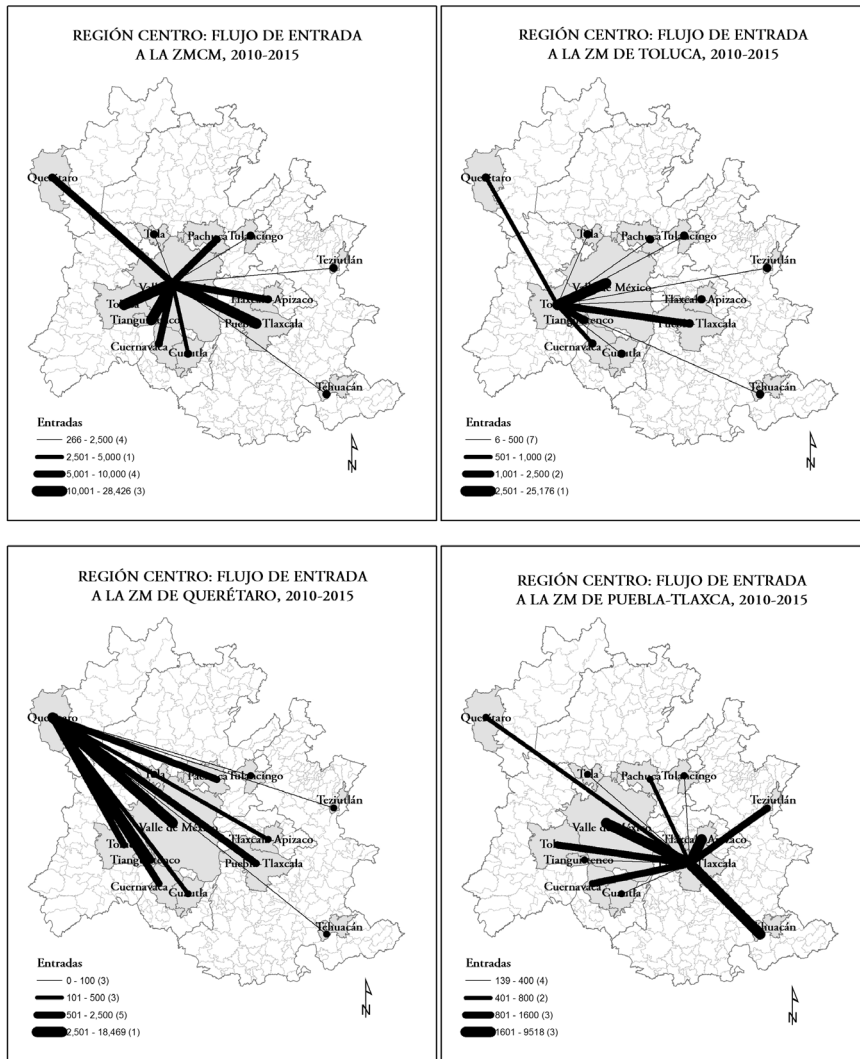 REGIÓN CENTRO: FLUJO DE ENTRADA
A LA ZMCM, 2010-2015
Querétaro
Tula
Pachuca
Tulancingo
Teziutlán
Valle
Toluca
Tlaxcala
Apizaco
Tianguistenco
Puebla
Tlaxcala
Cuernavaca
Cuautla
Tehuacán
Entradas
266 - 2,500 (4)
2,501 - 5,000 (1)
5,001 - 10,000 (4)
10,001 - 28,426 (3)
N
REGIÓN CENTRO: FLUJO DE ENTRADA
A LA ZM DE TOLUCA, 2010-2015
Querétaro
Tula
Pachuca
Tulancingo
Teziutlán
Valle de México
Toluca
Tlaxcala
Apizaco
Tianguistenco
Puebla
Tlaxcala
Cuernavaca
Cuautla
Tehuacán
Entradas
6 - 500 (7)
501 - 1,000 (2)
1,001 - 2,500 (2)
2,501 - 25,176 (1)
N
REGIÓN CENTRO: FLUJO DE ENTRADA
A LA ZM DE QUERÉTARO, 2010-2015
Querétaro
Tula
Pachuca
Tulancingo
Teziutlán
Valle de México
Tlaxcala
Apizaco
Toluca
Tianguistenco
Puebla
Tlaxcala
Cuernavaca
Cuautla
Tehuacán
Entradas
0 - 100 (3)
101 - 500 (3)
501 - 2,500 (5)
2,501 - 18,469 (1)
N
REGIÓN CENTRO: FLUJO DE ENTRADA
A LA ZM DE PUEBLA-TLAXCA, 2010-2015
Querétaro
Tula
Pachuca
Tulancingo
Teziutlán
Valle de México
Tlaxcala
Apizaco
Toluca
Tianguistenco
Puebla
Tlaxcala
Cuernavaca
Cuautla
Tehuacán
Entradas
139 - 400 (4)
401 - 800 (2)
801 - 1600 (3)
1601 - 9518 (3)
N